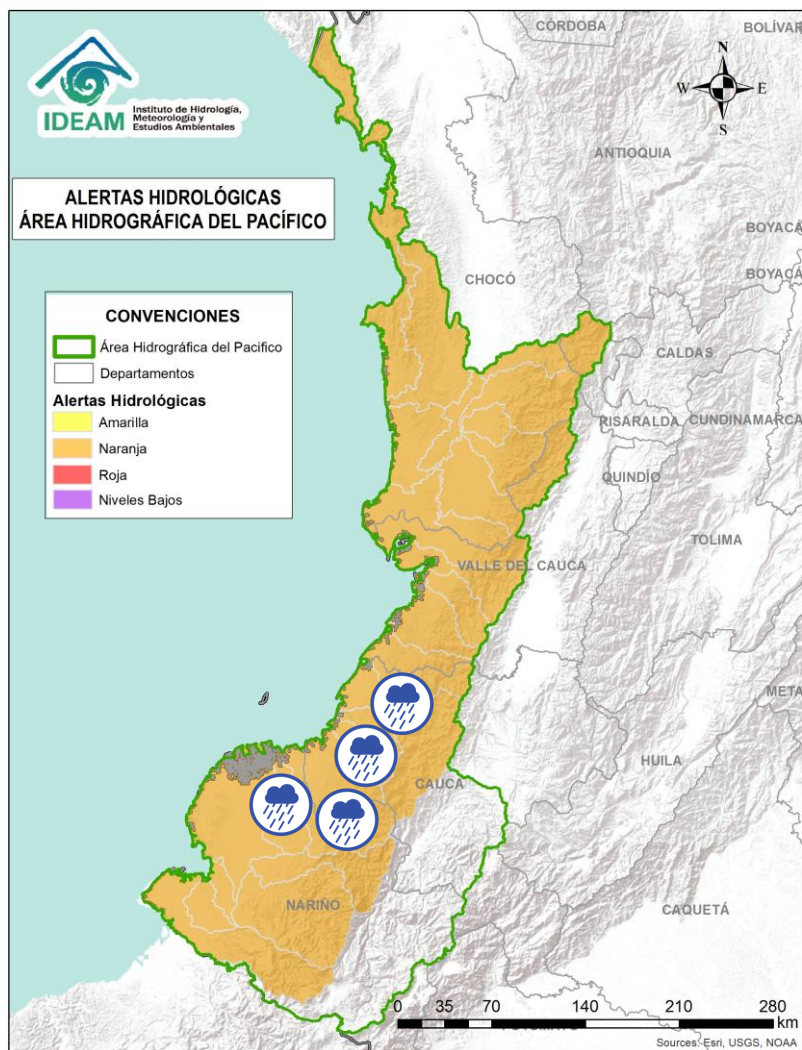 CÓRDOBA
BOLÍVAR
N
W
E
S
IDEAM
Instituto de Hidrología,
Meteorología y
Estudios Ambientales
ANTIOQUIA
ALERTAS HIDROLÓGICAS
ÁREA HIDROGRÁFICA DEL PACÍFICO
BOYACÁ
BOYACÁ
CHOCÓ
CONVENCIONES
Área Hidrográfica del Pacifico
Departamentos
Alertas Hidrológicas
Amarilla
Naranja
Roja
Niveles Bajos
CALDAS
RISARALDA
CUNDINAMARCA
QUINDÍO
TOLIMA
VALLE DEL CAUCA
META
HUILA
CAUCA
NARIÑO
CAQUETÁ
0 35 70 140 210 280
km
Sources: Esri, USGS, NOAA